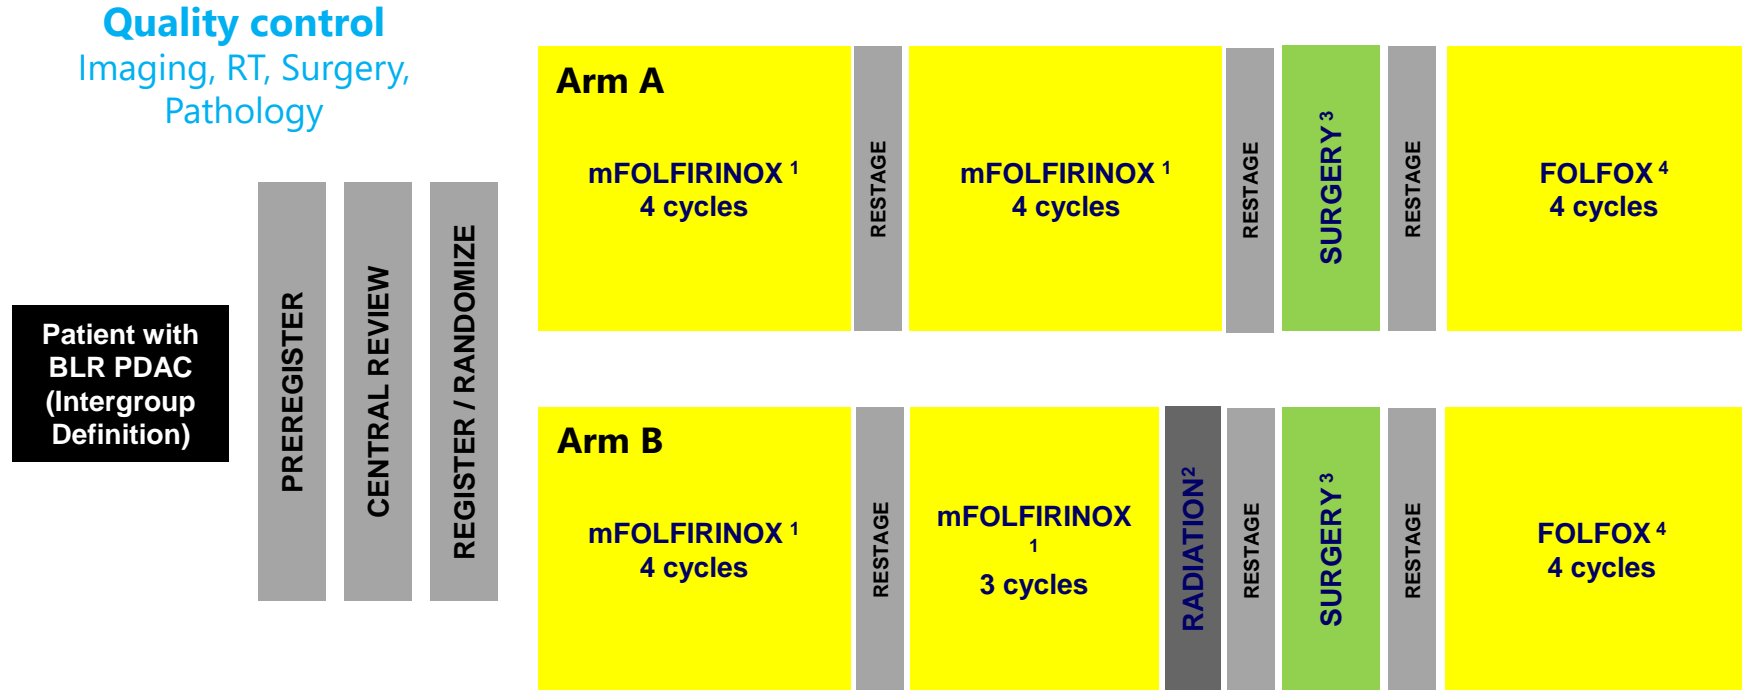 Quality control
Imaging, RT, Surgery,
Pathology
Patient with
BLR PDAC
(Intergroup
Definition)
PREREGISTER
CENTRAL REVIEW
REGISTER / RANDOMIZE
Arm A
mFOLFIRINOX 1
4 cycles
RESTAGE
mFOLFIRINOX 1
4 cycles
RESTAGE
SURGERY 3
RESTAGE
FOLFOX 4
4 cycles
Arm B
mFOLFIRINOX 1
4 cycles
RESTAGE
mFOLFIRINOX
1
3 cycles
RADIATION2
RESTAGE
SURGERY 3
RESTAGE
FOLFOX 4
4 cycles